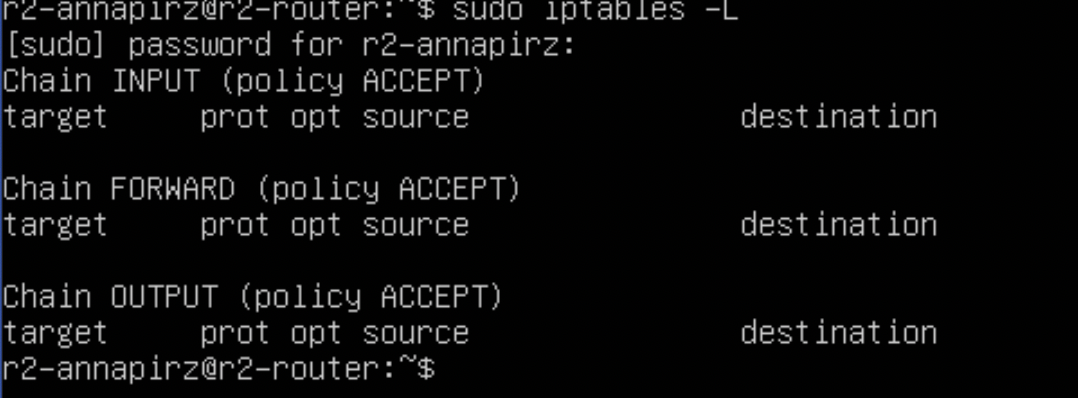 r2-annapirz@r2-router:~$ sudo iptables -L
[sudo] password for r2-annapirz:
Chain INPUT (policy ACCEPT)
target     prot opt source               destination

Chain FORWARD (policy ACCEPT)
target     prot opt source               destination

Chain OUTPUT (policy ACCEPT)
target     prot opt source               destination
r2-annapirz@r2-router:~$